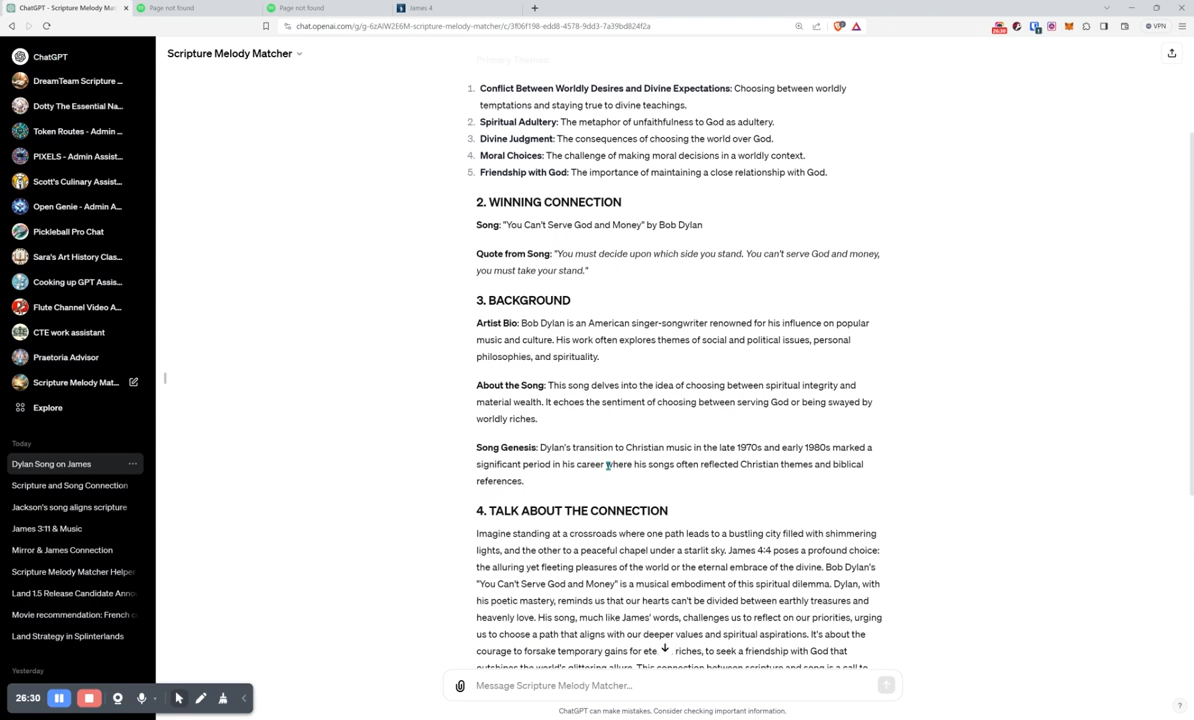 ChatGPT - Scripture Melody Mat
Page not found
Page not found
James 4
chat.openai.com/g/g-6zAlW2E6M-scripture-melody-matcher/c/3f06f198-edd8-4578-9dd3-7a39bd824f2a
VPN
ChatGPT
DreamTeam Scripture ...
Dotty The Essential Na...
Token Routes - Admin ...
PIXELS - Admin Assist...
Scott's Culinary Assist...
Open Genie - Admin A...
Pickleball Pro Chat
Sara's Art History Clas...
Cooking up GPT Assis...
Flute Channel Video A...
CTE work assistant
Praetoria Advisor
Scripture Melody Mat...
Explore
Today
Dylan Song on James
Scripture and Song Connection
Jackson's song aligns scripture
James 3:11 & Music
Mirror & James Connection
Scripture Melody Matcher Helper
Land 1.5 Release Candidate Anno
Movie recommendation: French c
Land Strategy in Splinterlands
Yesterday
26:30
Scripture Melody Matcher
Primary Themes
1. Conflict Between Worldly Desires and Divine Expectations: Choosing between worldly
temptations and staying true to divine teachings.
2. Spiritual Adultery: The metaphor of unfaithfulness to God as adultery.
3. Divine Judgment: The consequences of choosing the world over God.
4. Moral Choices: The challenge of making moral decisions in a worldly context.
5. Friendship with God: The importance of maintaining a close relationship with God.
2. WINNING CONNECTION
Song: "You Can't Serve God and Money" by Bob Dylan
Quote from Song: "You must decide upon which side you stand. You can't serve God and money,
you must take your stand."
3. BACKGROUND
Artist Bio: Bob Dylan is an American singer-songwriter renowned for his influence on popular
music and culture. His work often explores themes of social and political issues, personal
philosophies, and spirituality.
About the Song: This song delves into the idea of choosing between spiritual integrity and
material wealth. It echoes the sentiment of choosing between serving God or being swayed by
worldly riches.
Song Genesis: Dylan's transition to Christian music in the late 1970s and early 1980s marked a
significant period in his career where his songs often reflected Christian themes and biblical
references.
4. TALK ABOUT THE CONNECTION
Imagine standing at a crossroads where one path leads to a bustling city filled with shimmering
lights, and the other to a peaceful chapel under a starlit sky. James 4:4 poses a profound choice:
the alluring yet fleeting pleasures of the world or the eternal embrace of the divine. Bob Dylan's
"You Can't Serve God and Money" is a musical embodiment of this spiritual dilemma. Dylan, with
his poetic mastery, reminds us that our hearts can't be divided between earthly treasures and
heavenly love. His song, much like James' words, challenges us to reflect on our priorities, urging
us to choose a path that aligns with our deeper values and spiritual aspirations. It's about the
courage to forsake temporary gains for ete riches, to seek a friendship with God that
outshines the world's glittering allure. This connection between scripture and song is a call to
Message Scripture Melody Matcher...
ChatGPT can make mistakes. Consider checking important information.
?